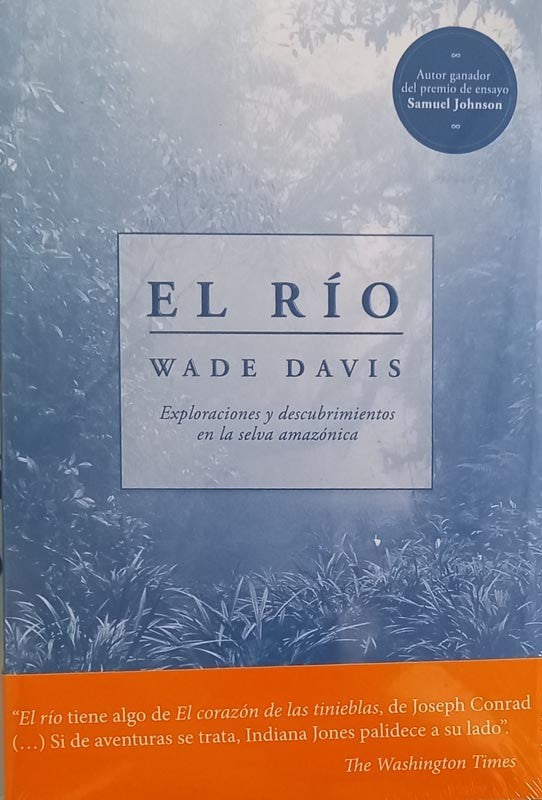 Autor ganador
del premio de ensayo
Samuel Johnson
EL RÍO
WADE DAVIS
Exploraciones y descubrimientos
en la selva amazónica
“El río tiene algo de El corazón de las tinieblas, de Joseph Conrad
(…) Si de aventuras se trata, Indiana Jones palidece a su lado”.
The Washington Times